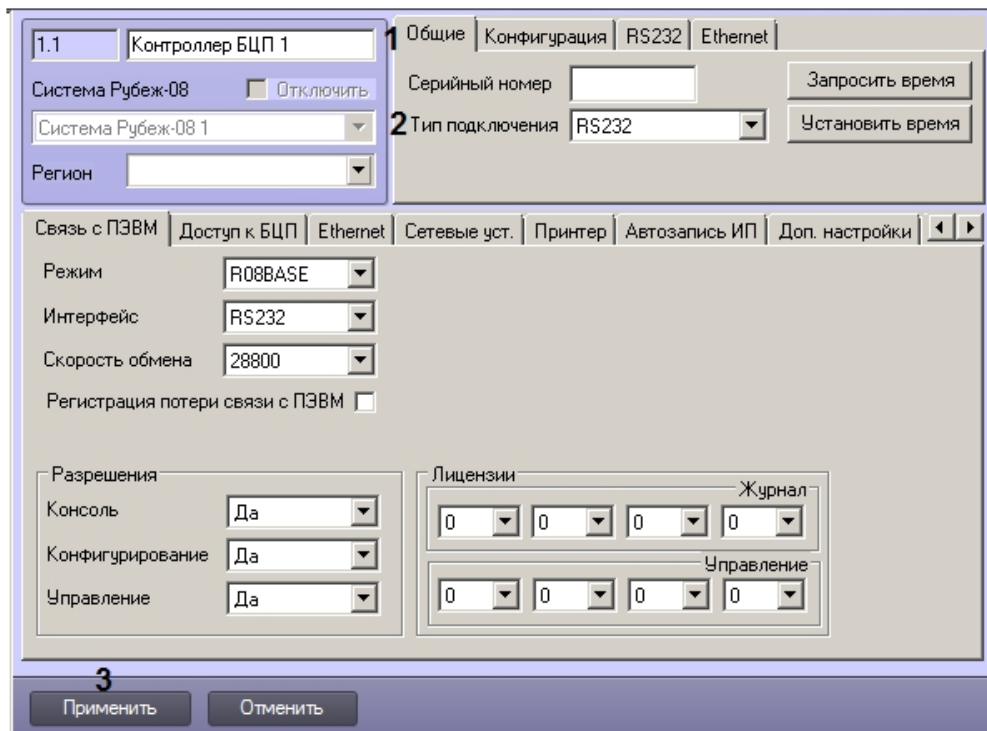 1.1 Контроллер БЦП 1
Система Рубеж-08 Отключить
Система Рубеж-08 1
Регион
1 Общие Конфигурация RS232 Ethernet
Серийный номер Запросить время
2 Тип подключения RS232 Установить время
Связь с ПЭВМ Доступ к БЦП Ethernet Сетевые уст. Принтер Автозапись ИП Доп. настройки
Режим R08BASE
Интерфейс RS232
Скорость обмена 28800
Регистрация потери связи с ПЭВМ
Разрешения
Консоль Да
Конфигурирование Да
Управление Да
Лицензии
Журнал
0 0 0 0
Управление
0 0 0 0
3
Применить Отменить